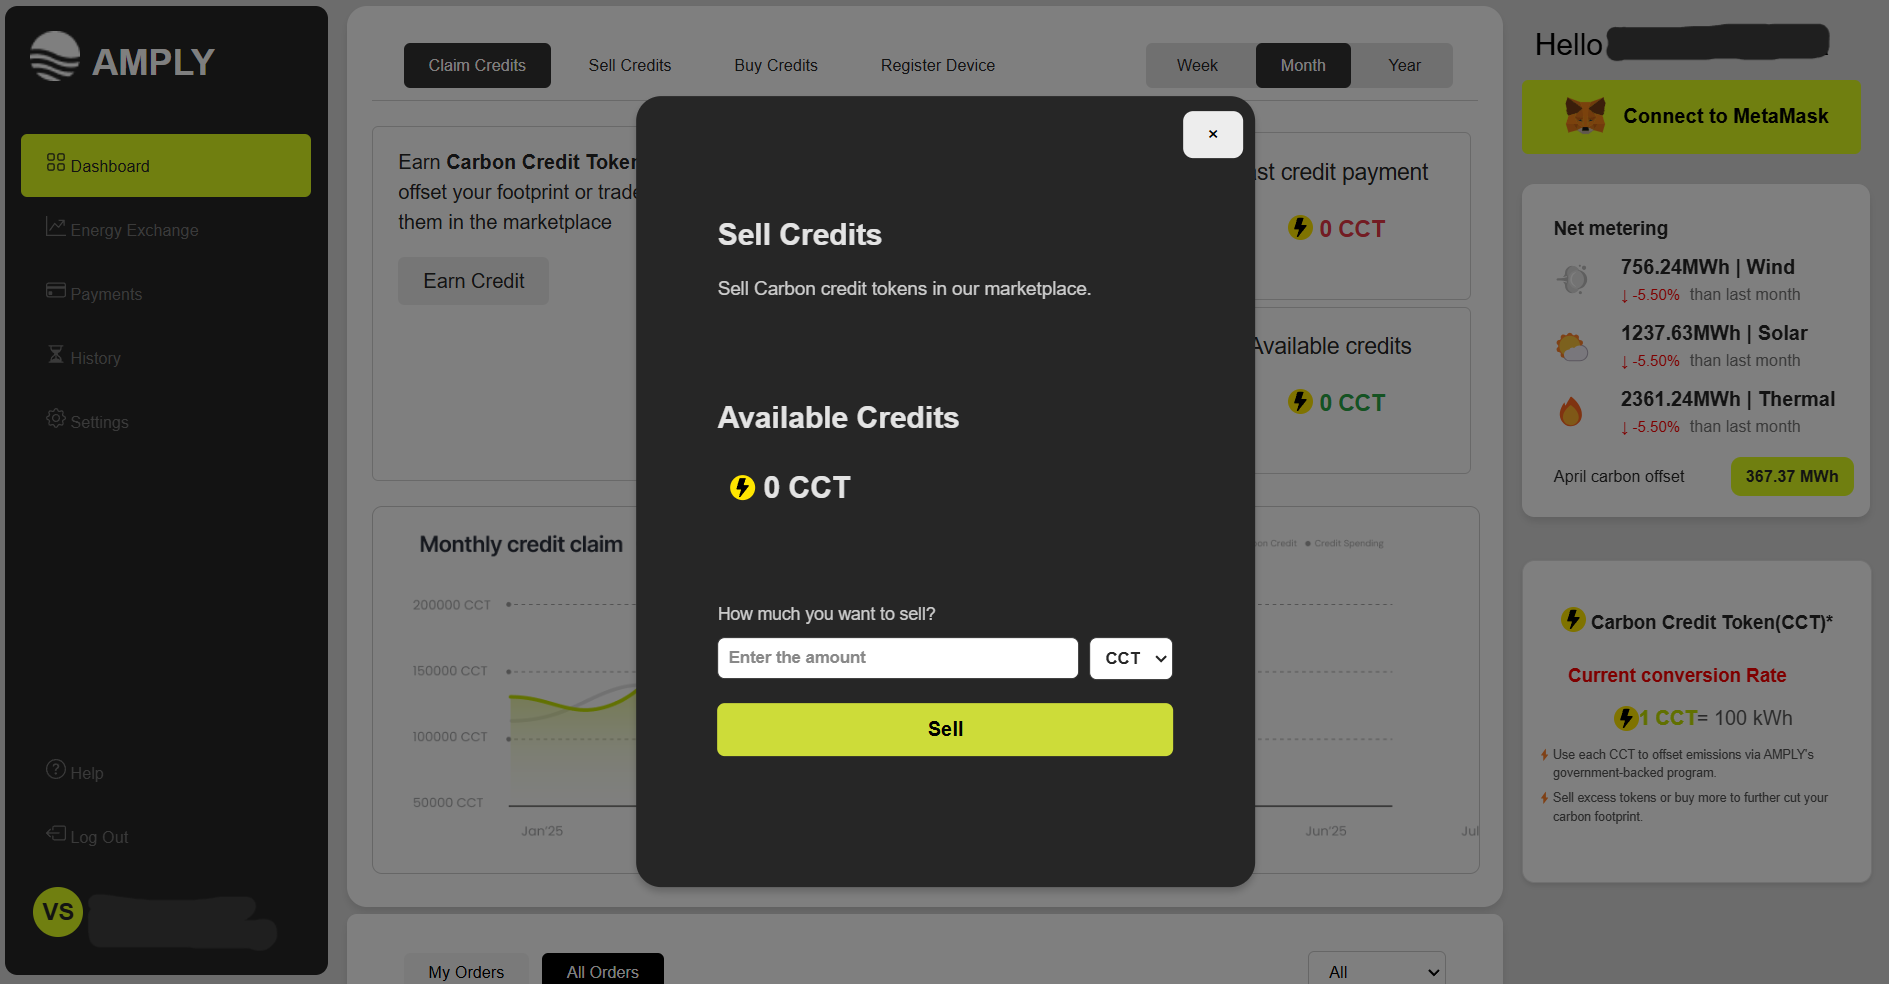 AMPLY
Dashboard
Energy Exchange
Payments
History
Settings
Help
Log Out
VS
Claim Credits
Sell Credits
Buy Credits
Register Device
Week
Month
Year
Earn Carbon Credit Token
offset your footprint or trade
them in the marketplace
Earn Credit
st credit payment
0 CCT
Available credits
0 CCT
Monthly credit claim
on Credit
Credit Spending
200000 CCT
150000 CCT
100000 CCT
50000 CCT
Jan'25
Jun'25
Jul
×
Sell Credits
Sell Carbon credit tokens in our marketplace.
Available Credits
0 CCT
How much you want to sell?
Enter the amount
CCT
Sell
My Orders
All Orders
All
Hello
Connect to MetaMask
Net metering
756.24MWh | Wind
↓ -5.50% than last month
1237.63MWh | Solar
↓ -5.50% than last month
2361.24MWh | Thermal
↓ -5.50% than last month
April carbon offset
367.37 MWh
Carbon Credit Token(CCT)*
Current conversion Rate
1 CCT= 100 kWh
Use each CCT to offset emissions via AMPLY's
government-backed program.
Sell excess tokens or buy more to further cut your
carbon footprint.